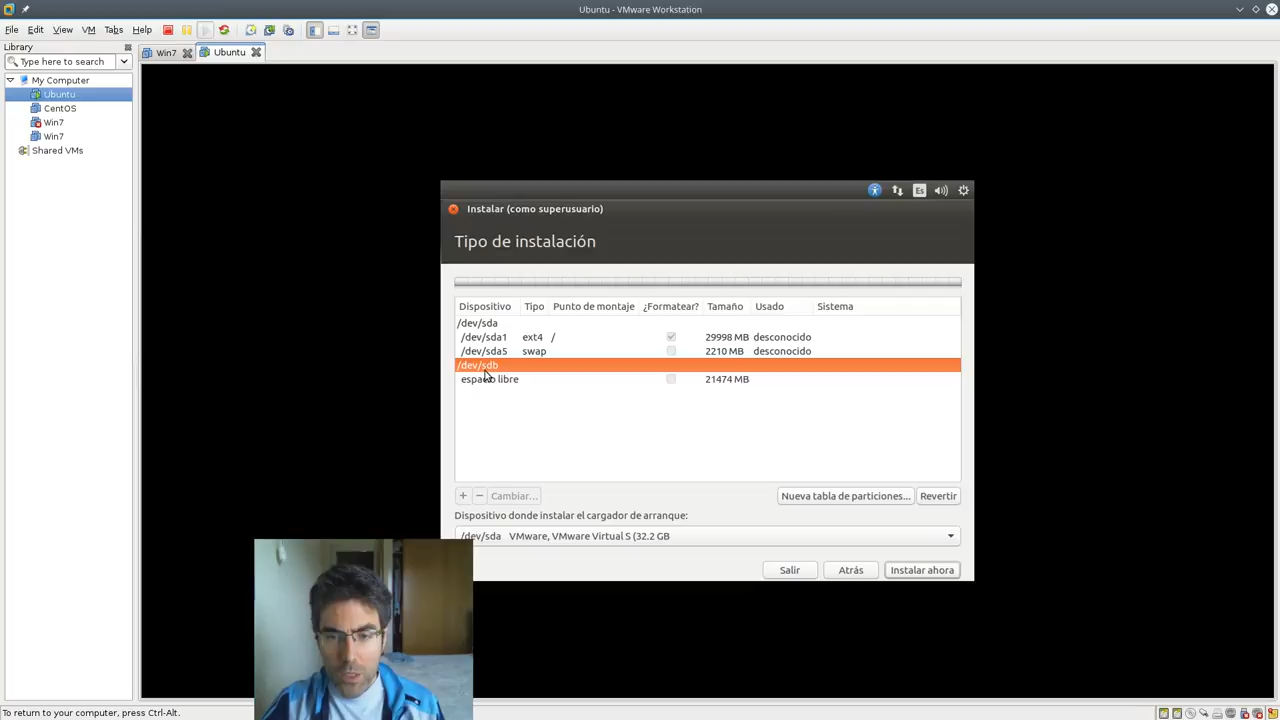 Ubuntu - VMware Workstation
File Edit View VM Tabs Help
Library
Win7
Ubuntu
Type here to search
My Computer
Ubuntu
CentOS
Win7
Win7
Shared VMs
Es
Instalar (como superusuario)
Tipo de instalación
Dispositivo Tipo Punto de montaje ¿Formatear? Tamaño Usado Sistema
/dev/sda
/dev/sda1 ext4 / 29998 MB desconocido
/dev/sda5 swap 2210 MB desconocido
/dev/sdb
espacio libre 21474 MB
+ − Cambiar... Nueva tabla de particiones... Revertir
Dispositivo donde instalar el cargador de arranque:
/dev/sda VMware, VMware Virtual S (32.2 GB
Salir Atrás Instalar ahora
To return to your computer, press Ctrl-Alt.